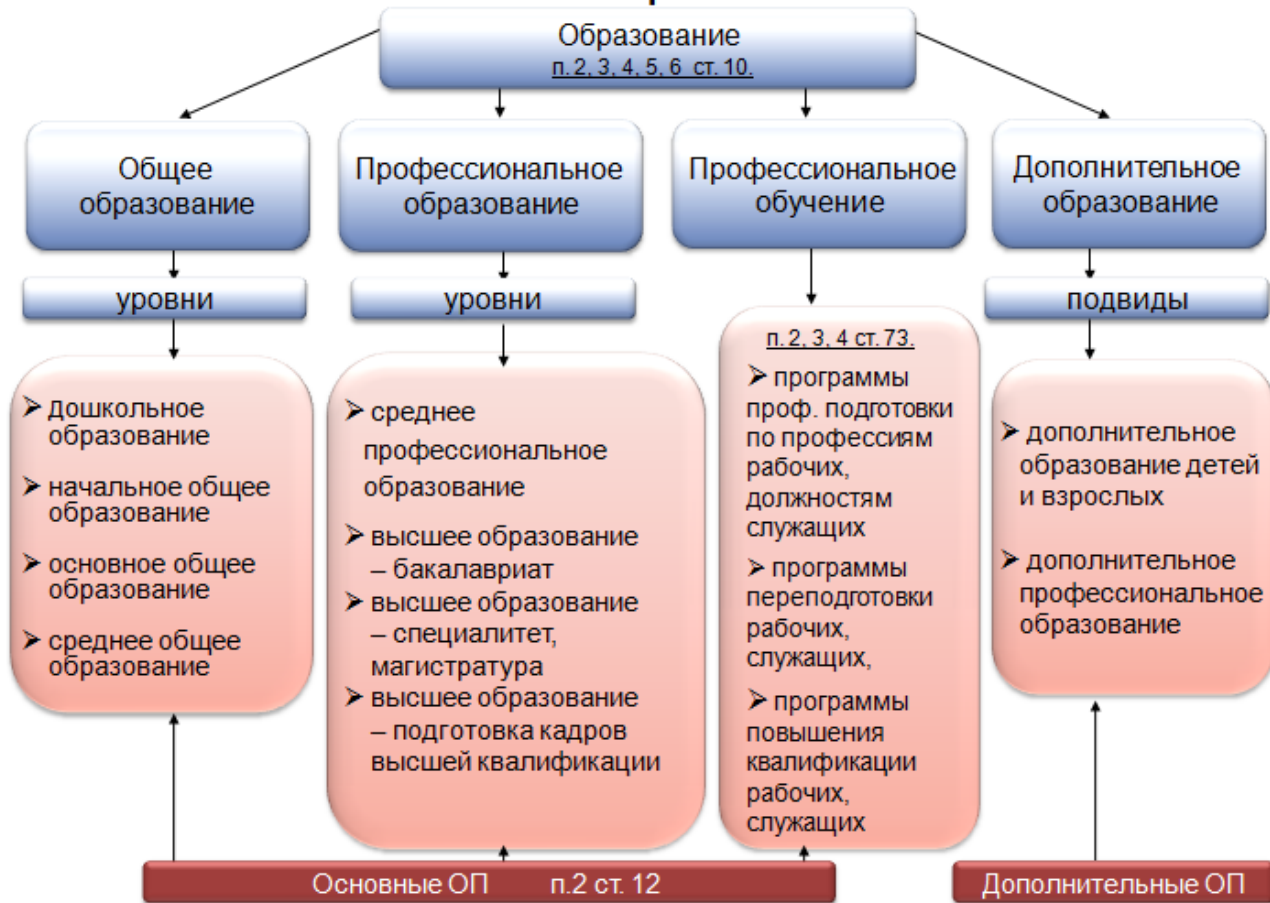 Образование
п. 2, 3, 4, 5, 6 ст. 10.
Общее
образование
Профессиональное
образование
Профессиональное
обучение
Дополнительное
образование
уровни
уровни
подвиды
➢ дошкольное
образование
➢ начальное общее
образование
➢ основное общее
образование
➢ среднее общее
образование
➢ среднее
профессиональное
образование
➢ высшее образование
– бакалавриат
➢ высшее образование
– специалитет,
магистратура
➢ высшее образование
– подготовка кадров
высшей квалификации
п. 2, 3, 4 ст. 73.
➢ программы
проф. подготовки
по профессиям
рабочих,
должностям
служащих
➢ программы
переподготовки
рабочих,
служащих,
➢ программы
повышения
квалификации
рабочих,
служащих
➢ дополнительное
образование детей
и взрослых
➢ дополнительное
профессиональное
образование
Основные ОП п.2 ст. 12
Дополнительные ОП